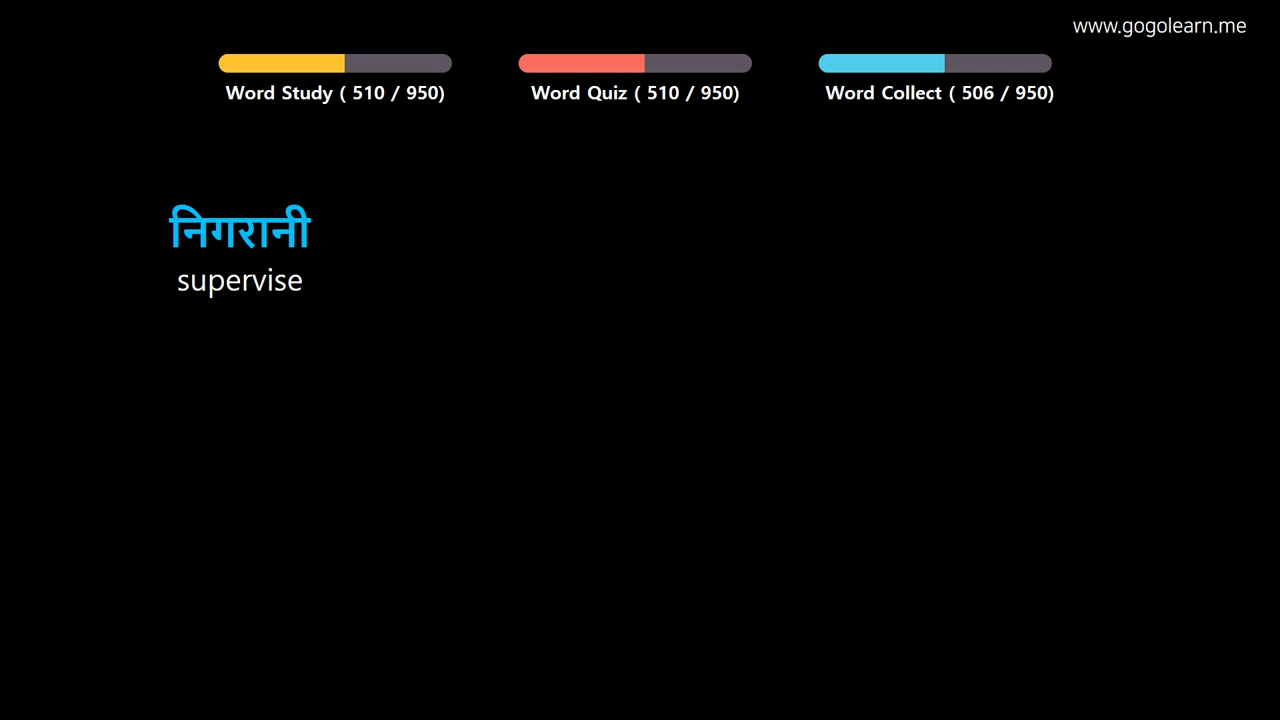 www.gogolearn.me
Word Study ( 510 / 950)
Word Quiz ( 510 / 950)
Word Collect ( 506 / 950)
निगरानी
supervise